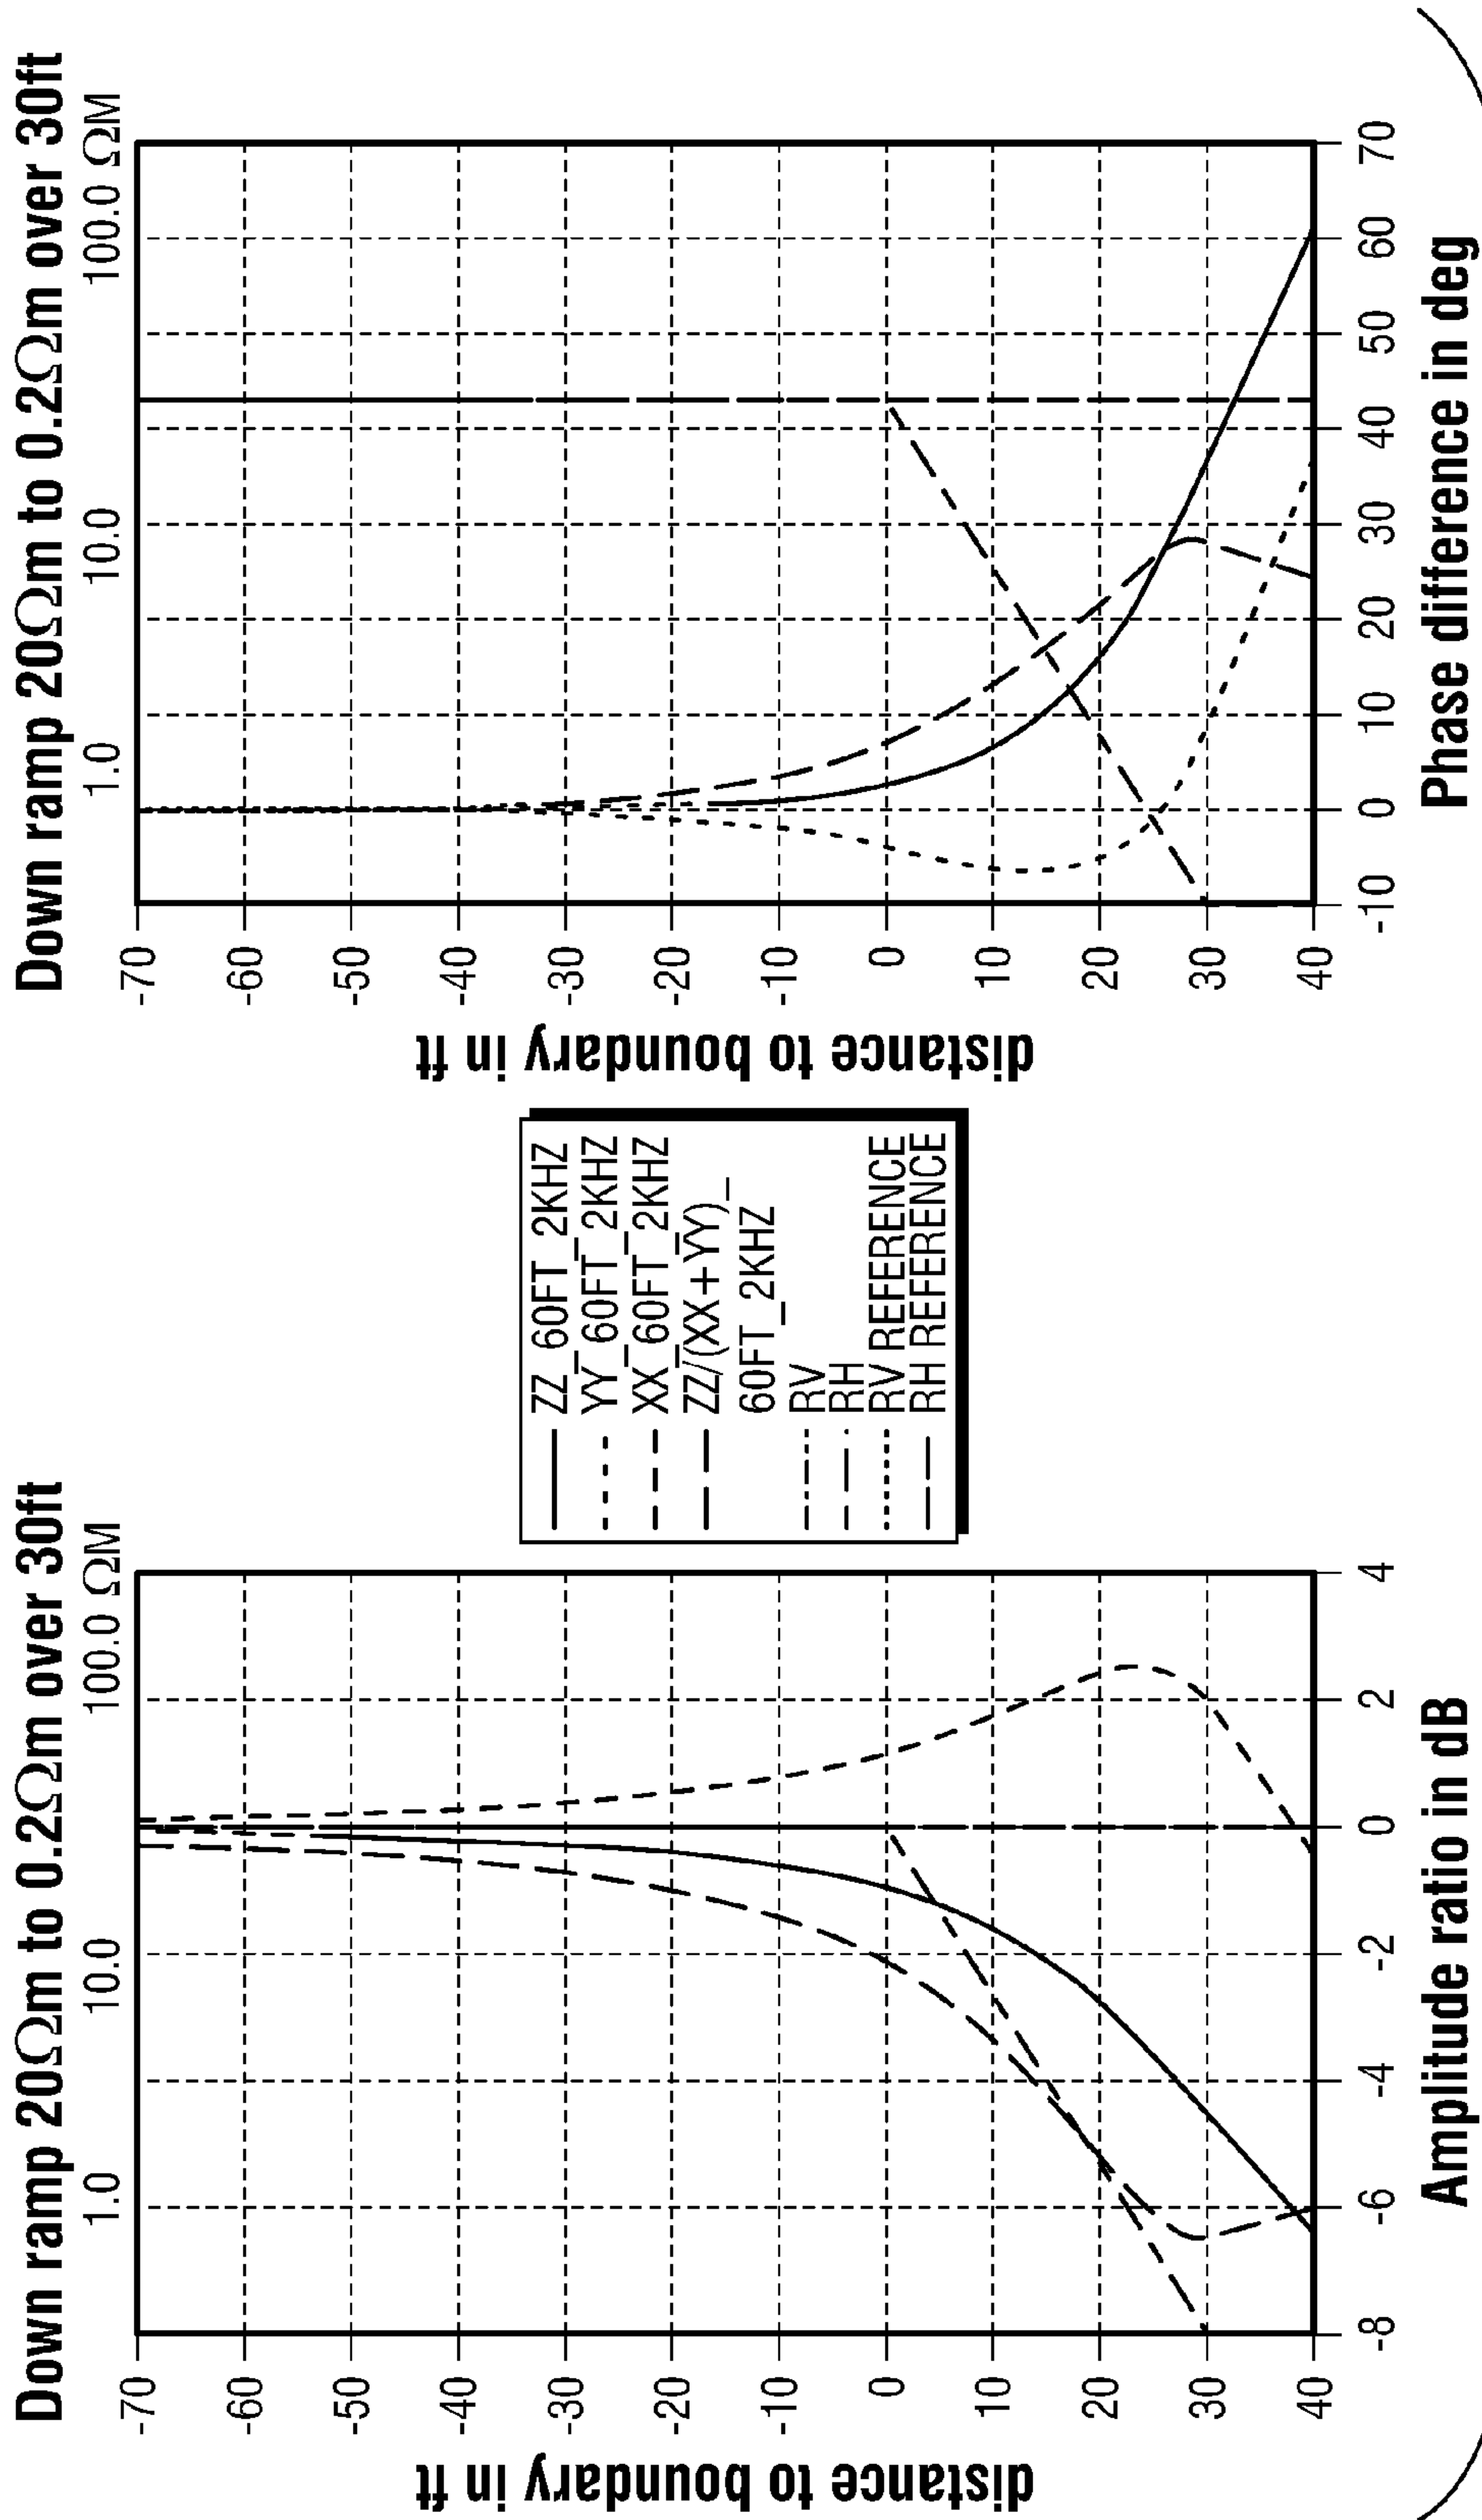 Down ramp 20Ωm to 0.2Ωm over 30ft
1.0 10.0 100.0 ΩM
distance to boundary in ft
-70
-60
-50
-40
-30
-20
-10
0
10
20
30
40
-8 -6 -4 -2 0 2 4
Amplitude ratio in dB
ZZ_60FT_2KHZ
YY_60FT_2KHZ
XX_60FT_2KHZ
ZZ/(XX+YY)_
60FT_2KHZ
RV
RH
RV REFERENCE
RH REFERENCE
Down ramp 20Ωm to 0.2Ωm over 30ft
1.0 10.0 100.0 ΩM
distance to boundary in ft
-70
-60
-50
-40
-30
-20
-10
0
10
20
30
40
-10 0 10 20 30 40 50 60 70
Phase difference in deg